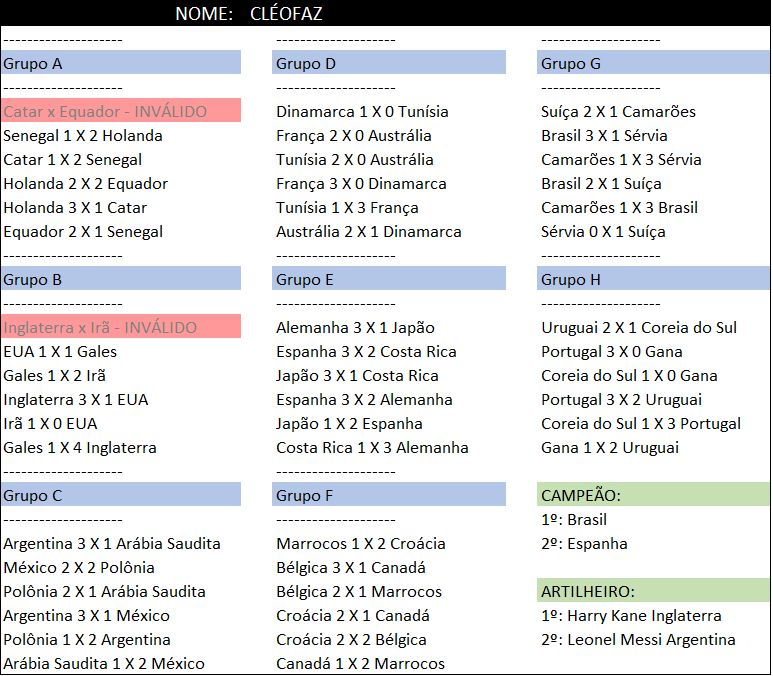 NOME: CLÉOFAZ
--------------------
Grupo A
--------------------
Catar x Equador - INVÁLIDO
Senegal 1 X 2 Holanda
Catar 1 X 2 Senegal
Holanda 2 X 2 Equador
Holanda 3 X 1 Catar
Equador 2 X 1 Senegal
--------------------
Grupo B
--------------------
Inglaterra x Irã - INVÁLIDO
EUA 1 X 1 Gales
Gales 1 X 2 Irã
Inglaterra 3 X 1 EUA
Irã 1 X 0 EUA
Gales 1 X 4 Inglaterra
--------------------
Grupo C
--------------------
Argentina 3 X 1 Arábia Saudita
México 2 X 2 Polônia
Polônia 2 X 1 Arábia Saudita
Argentina 3 X 1 México
Polônia 1 X 2 Argentina
Arábia Saudita 1 X 2 México
--------------------
Grupo D
--------------------
Dinamarca 1 X 0 Tunísia
França 2 X 0 Austrália
Tunísia 2 X 0 Austrália
França 3 X 0 Dinamarca
Tunísia 1 X 3 França
Austrália 2 X 1 Dinamarca
--------------------
Grupo E
--------------------
Alemanha 3 X 1 Japão
Espanha 3 X 2 Costa Rica
Japão 3 X 1 Costa Rica
Espanha 3 X 2 Alemanha
Japão 1 X 2 Espanha
Costa Rica 1 X 3 Alemanha
--------------------
Grupo F
--------------------
Marrocos 1 X 2 Croácia
Bélgica 3 X 1 Canadá
Bélgica 2 X 1 Marrocos
Croácia 2 X 1 Canadá
Croácia 2 X 2 Bélgica
Canadá 1 X 2 Marrocos
--------------------
Grupo G
--------------------
Suíça 2 X 1 Camarões
Brasil 3 X 1 Sérvia
Camarões 1 X 3 Sérvia
Brasil 2 X 1 Suíça
Camarões 1 X 3 Brasil
Sérvia 0 X 1 Suíça
--------------------
Grupo H
--------------------
Uruguai 2 X 1 Coreia do Sul
Portugal 3 X 0 Gana
Coreia do Sul 1 X 0 Gana
Portugal 3 X 2 Uruguai
Coreia do Sul 1 X 3 Portugal
Gana 1 X 2 Uruguai
CAMPEÃO:
1º: Brasil
2º: Espanha
ARTILHEIRO:
1º: Harry Kane Inglaterra
2º: Leonel Messi Argentina